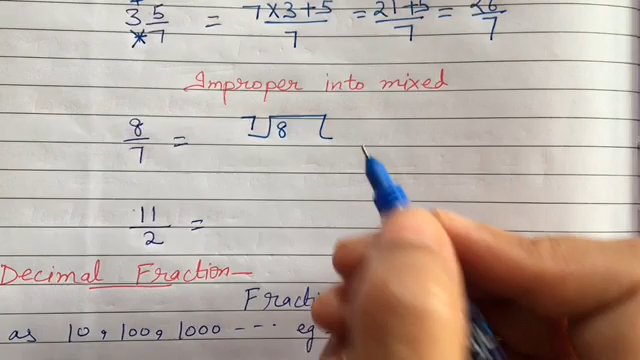 3 5/7 = 7×3+5/7 = 21+5/7 = 26/7
Improper into mixed
8/7 = 7 8
11/2 =
Decimal Fraction—
Fracti
as 10, 100, 1000 --- eg